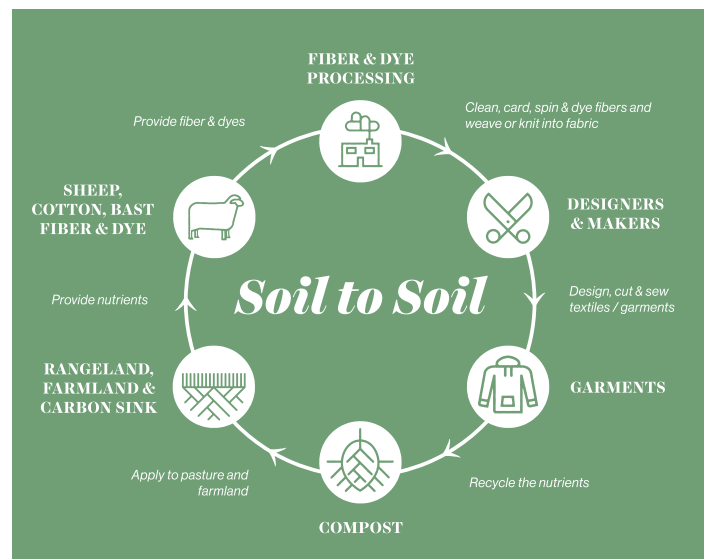 FIBER & DYE
PROCESSING
Provide fiber & dyes
Clean, card, spin & dye fibers and
weave or knit into fabric
SHEEP,
COTTON, BAST
FIBER & DYE
DESIGNERS
& MAKERS
Soil to Soil
Provide nutrients
Design, cut & sew
textiles / garments
RANGELAND,
FARMLAND &
CARBON SINK
GARMENTS
Apply to pasture and
farmland
Recycle the nutrients
COMPOST